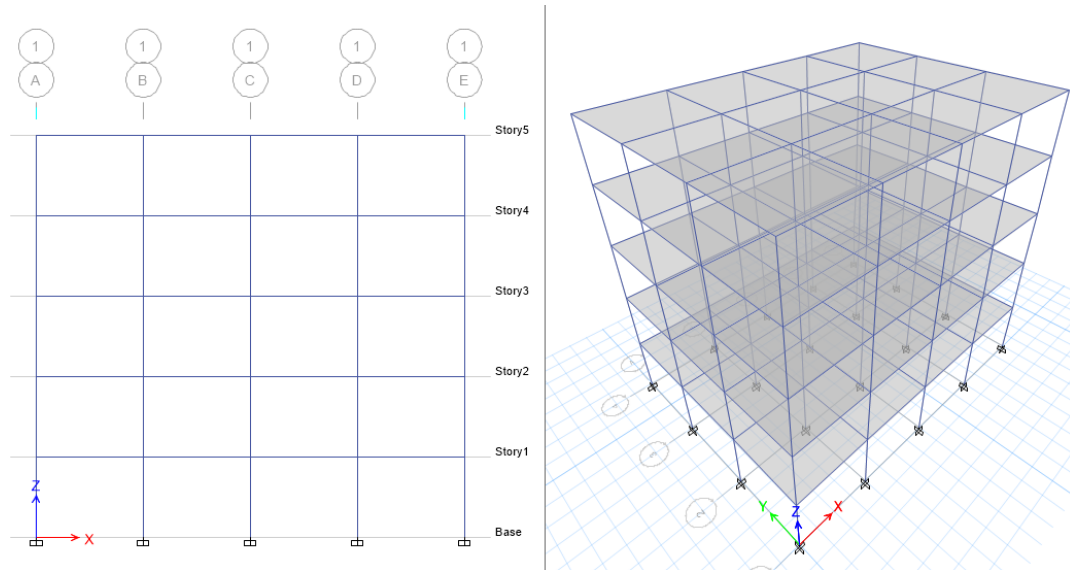 1 1 1 1 1
A B C D E
Story5
Story4
Story3
Story2
Story1
Base
Z
X
Y
Z
X